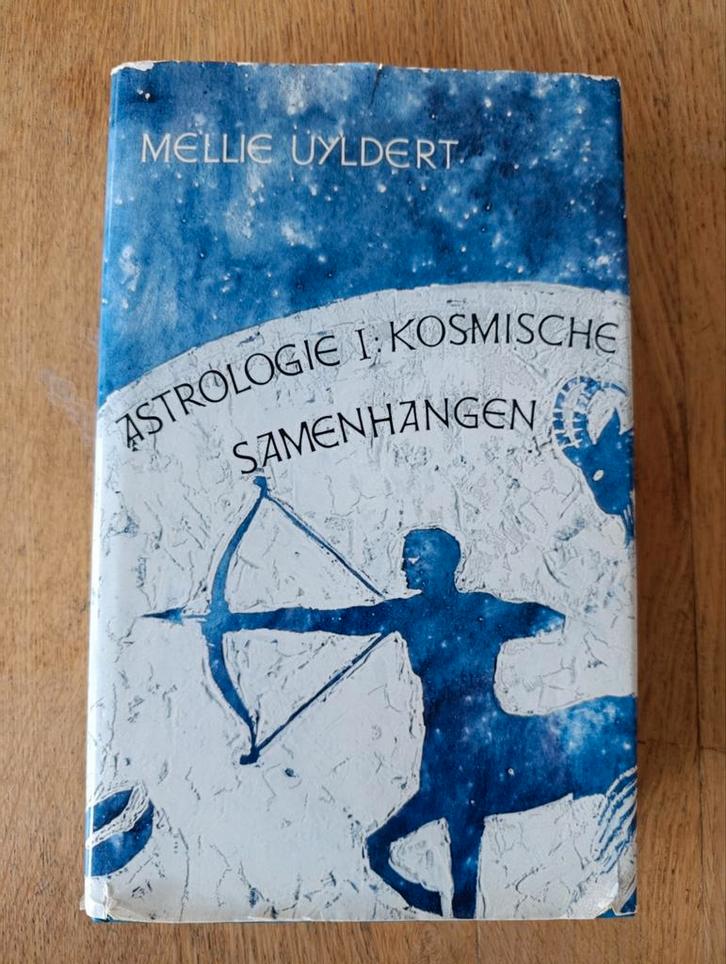 MELLIE UYLDERT
ASTROLOGIE I: KOSMISCHE
SAMENHANGEN